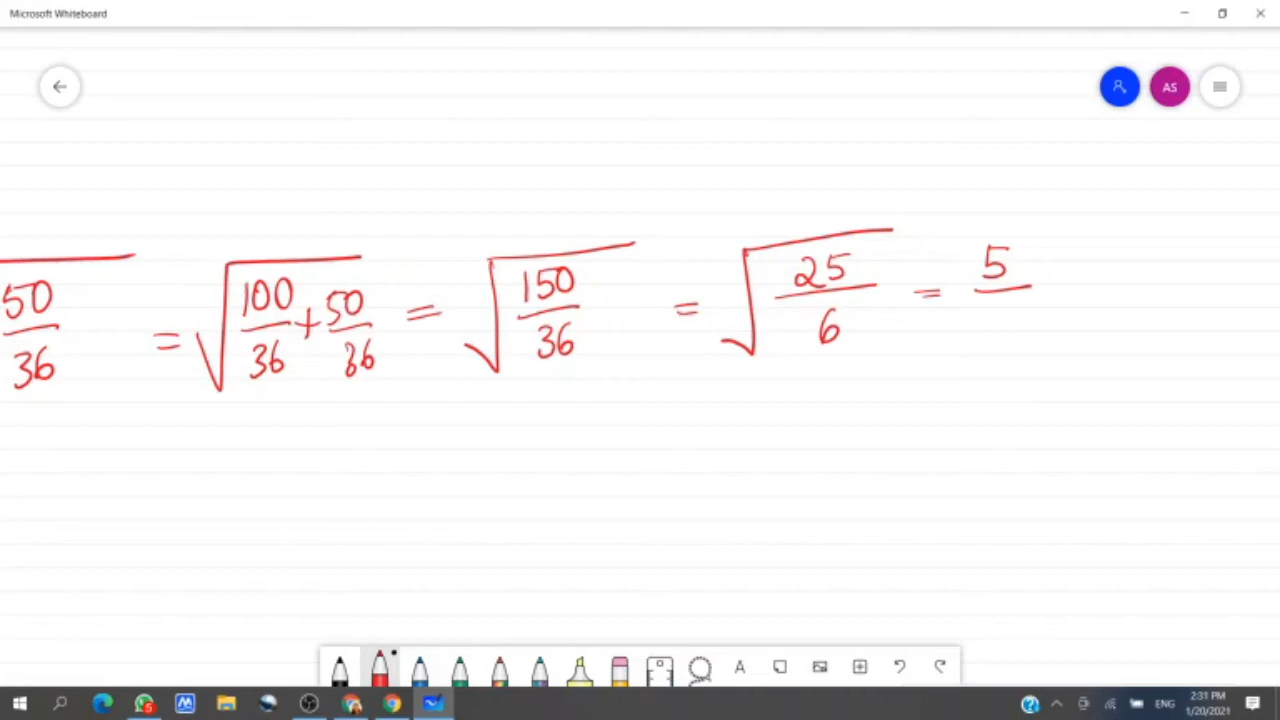 Microsoft Whiteboard
AS
50/36 = √(100/36 + 50/36) = √(150/36) = √(25/6) = 5/
A
5
ENG
2:31 PM
1/20/2021